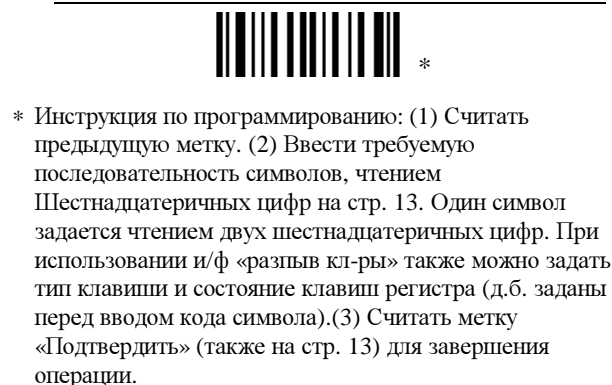 *
* Инструкция по программированию: (1) Считать
предыдущую метку. (2) Ввести требуемую
последовательность символов, чтением
Шестнадцатеричных цифр на стр. 13. Один символ
задается чтением двух шестнадцатеричных цифр. При
использовании и/ф «разпыв кл-ры» также можно задать
тип клавиши и состояние клавиш регистра (д.б. заданы
перед вводом кода символа).(3) Считать метку
«Подтвердить» (также на стр. 13) для завершения
операции.